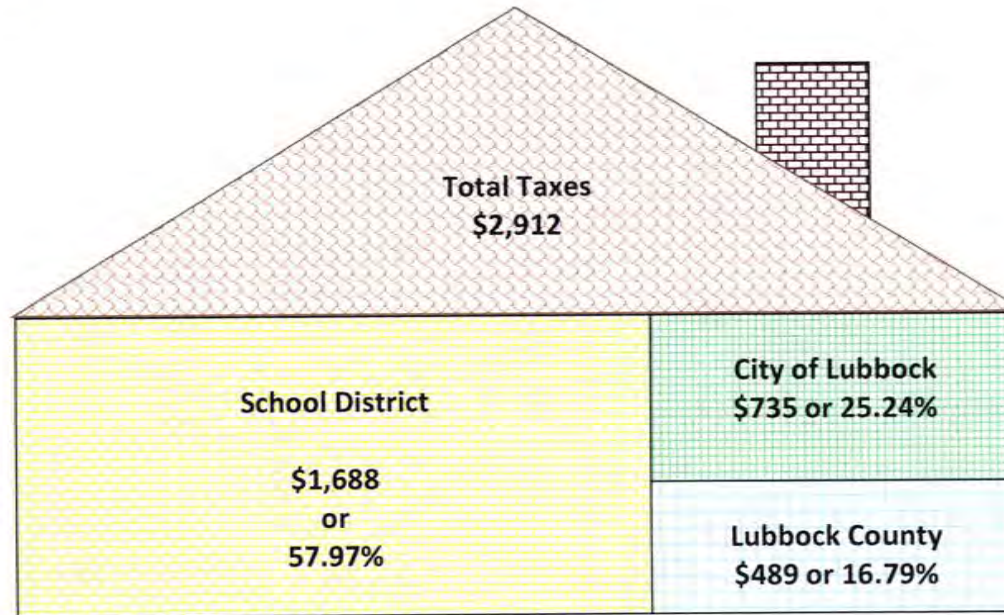 Total Taxes
$2,912
School District
$1,688
or
57.97%
City of Lubbock
$735 or 25.24%
Lubbock County
$489 or 16.79%